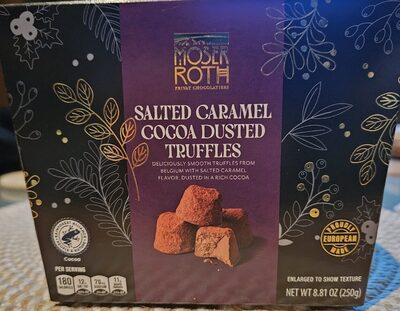 MOSER
ROTH
PRIVAT CHOCOLATIERS
SALTED CARAMEL
COCOA DUSTED
TRUFFLES
DELICIOUSLY SMOOTH TRUFFLES FROM
BELGIUM WITH SALTED CARAMEL
FLAVOR, DUSTED IN A RICH COCOA
Cocoa
PER SERVING
180
CALORIES
PROUDLY
EUROPEAN
MADE
ENLARGED TO SHOW TEXTURE
NET WT 8.81 OZ (250g)